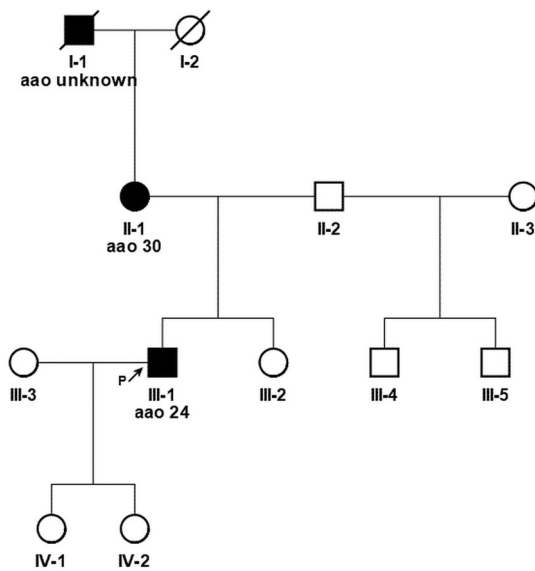 I-1
aao unknown
I-2
II-1
aao 30
II-2
II-3
P
III-3
III-1
aao 24
III-2
III-4
III-5
IV-1
IV-2